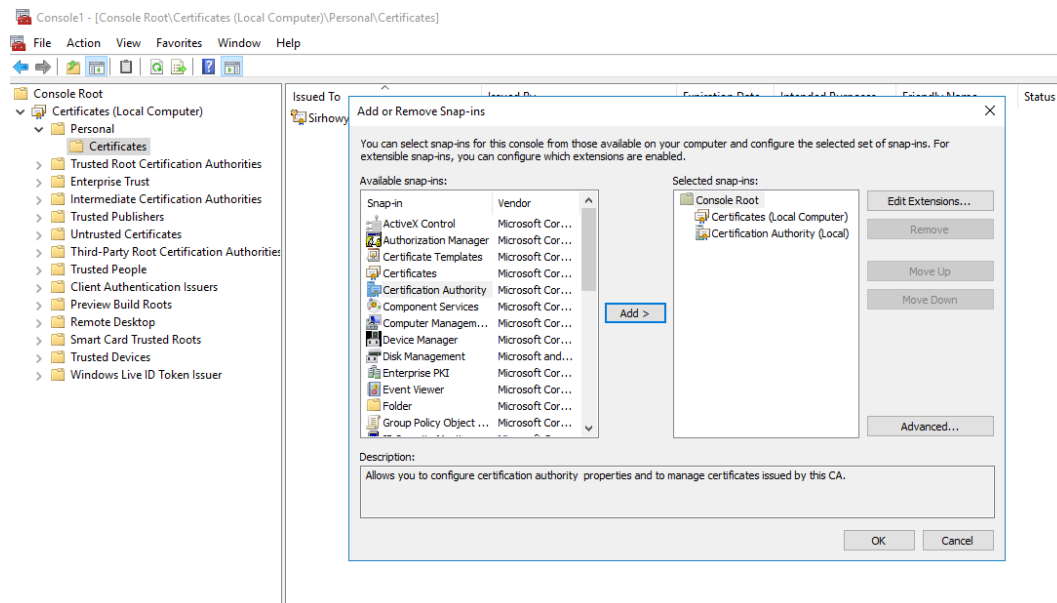 Console1 - [Console Root\Certificates (Local Computer)\Personal\Certificates]
File Action View Favorites Window Help
Console Root
Certificates (Local Computer)
Personal
Certificates
Trusted Root Certification Authorities
Enterprise Trust
Intermediate Certification Authorities
Trusted Publishers
Untrusted Certificates
Third-Party Root Certification Authorities
Trusted People
Client Authentication Issuers
Preview Build Roots
Remote Desktop
Smart Card Trusted Roots
Trusted Devices
Windows Live ID Token Issuer
Issued To Issued By Expiration Date Intended Purposes Friendly Name Status
Sirhowy
Add or Remove Snap-ins
You can select snap-ins for this console from those available on your computer and configure the selected set of snap-ins. For
extensible snap-ins, you can configure which extensions are enabled.
Available snap-ins:
Snap-in Vendor
ActiveX Control Microsoft Cor...
Authorization Manager Microsoft Cor...
Certificate Templates Microsoft Cor...
Certificates Microsoft Cor...
Certification Authority Microsoft Cor...
Component Services Microsoft Cor...
Computer Managem... Microsoft Cor...
Device Manager Microsoft Cor...
Disk Management Microsoft and...
Enterprise PKI Microsoft Cor...
Event Viewer Microsoft Cor...
Folder Microsoft Cor...
Group Policy Object ... Microsoft Cor...
Add >
Selected snap-ins:
Console Root
Certificates (Local Computer)
Certification Authority (Local)
Edit Extensions...
Remove
Move Up
Move Down
Advanced...
Description:
Allows you to configure certification authority properties and to manage certificates issued by this CA.
OK Cancel